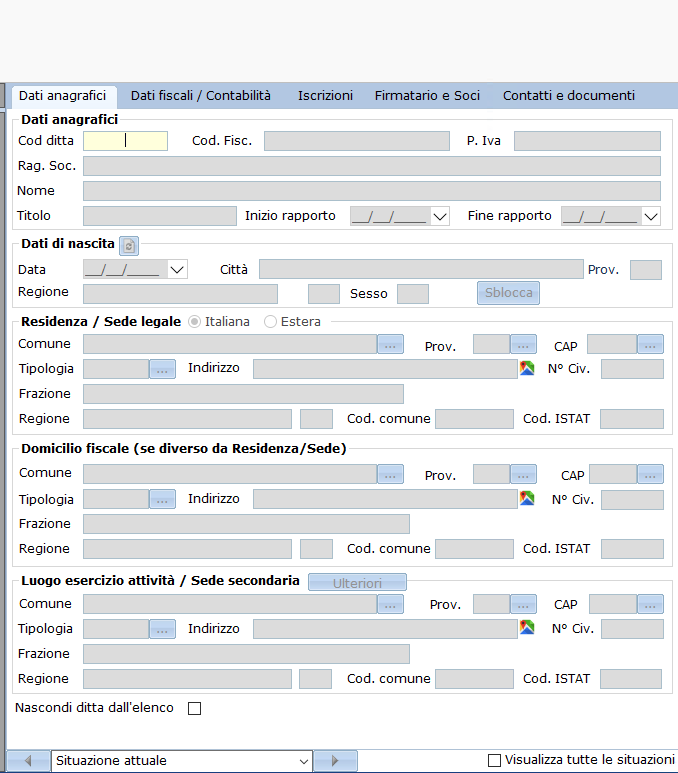 Dati anagrafici Dati fiscali / Contabilità Iscrizioni Firmatario e Soci Contatti e documenti
Dati anagrafici
Cod ditta Cod. Fisc. P. Iva
Rag. Soc.
Nome
Titolo Inizio rapporto __/__/____ Fine rapporto __/__/____
Dati di nascita
Data __/__/____ Città Prov.
Regione Sesso Sblocca
Residenza / Sede legale Italiana Estera
Comune ... Prov. ... CAP ...
Tipologia ... Indirizzo N° Civ.
Frazione
Regione Cod. comune Cod. ISTAT
Domicilio fiscale (se diverso da Residenza/Sede)
Comune ... Prov. ... CAP ...
Tipologia ... Indirizzo N° Civ.
Frazione
Regione Cod. comune Cod. ISTAT
Luogo esercizio attività / Sede secondaria Ulteriori
Comune ... Prov. ... CAP ...
Tipologia ... Indirizzo N° Civ.
Frazione
Regione Cod. comune Cod. ISTAT
Nascondi ditta dall'elenco
Situazione attuale Visualizza tutte le situazioni